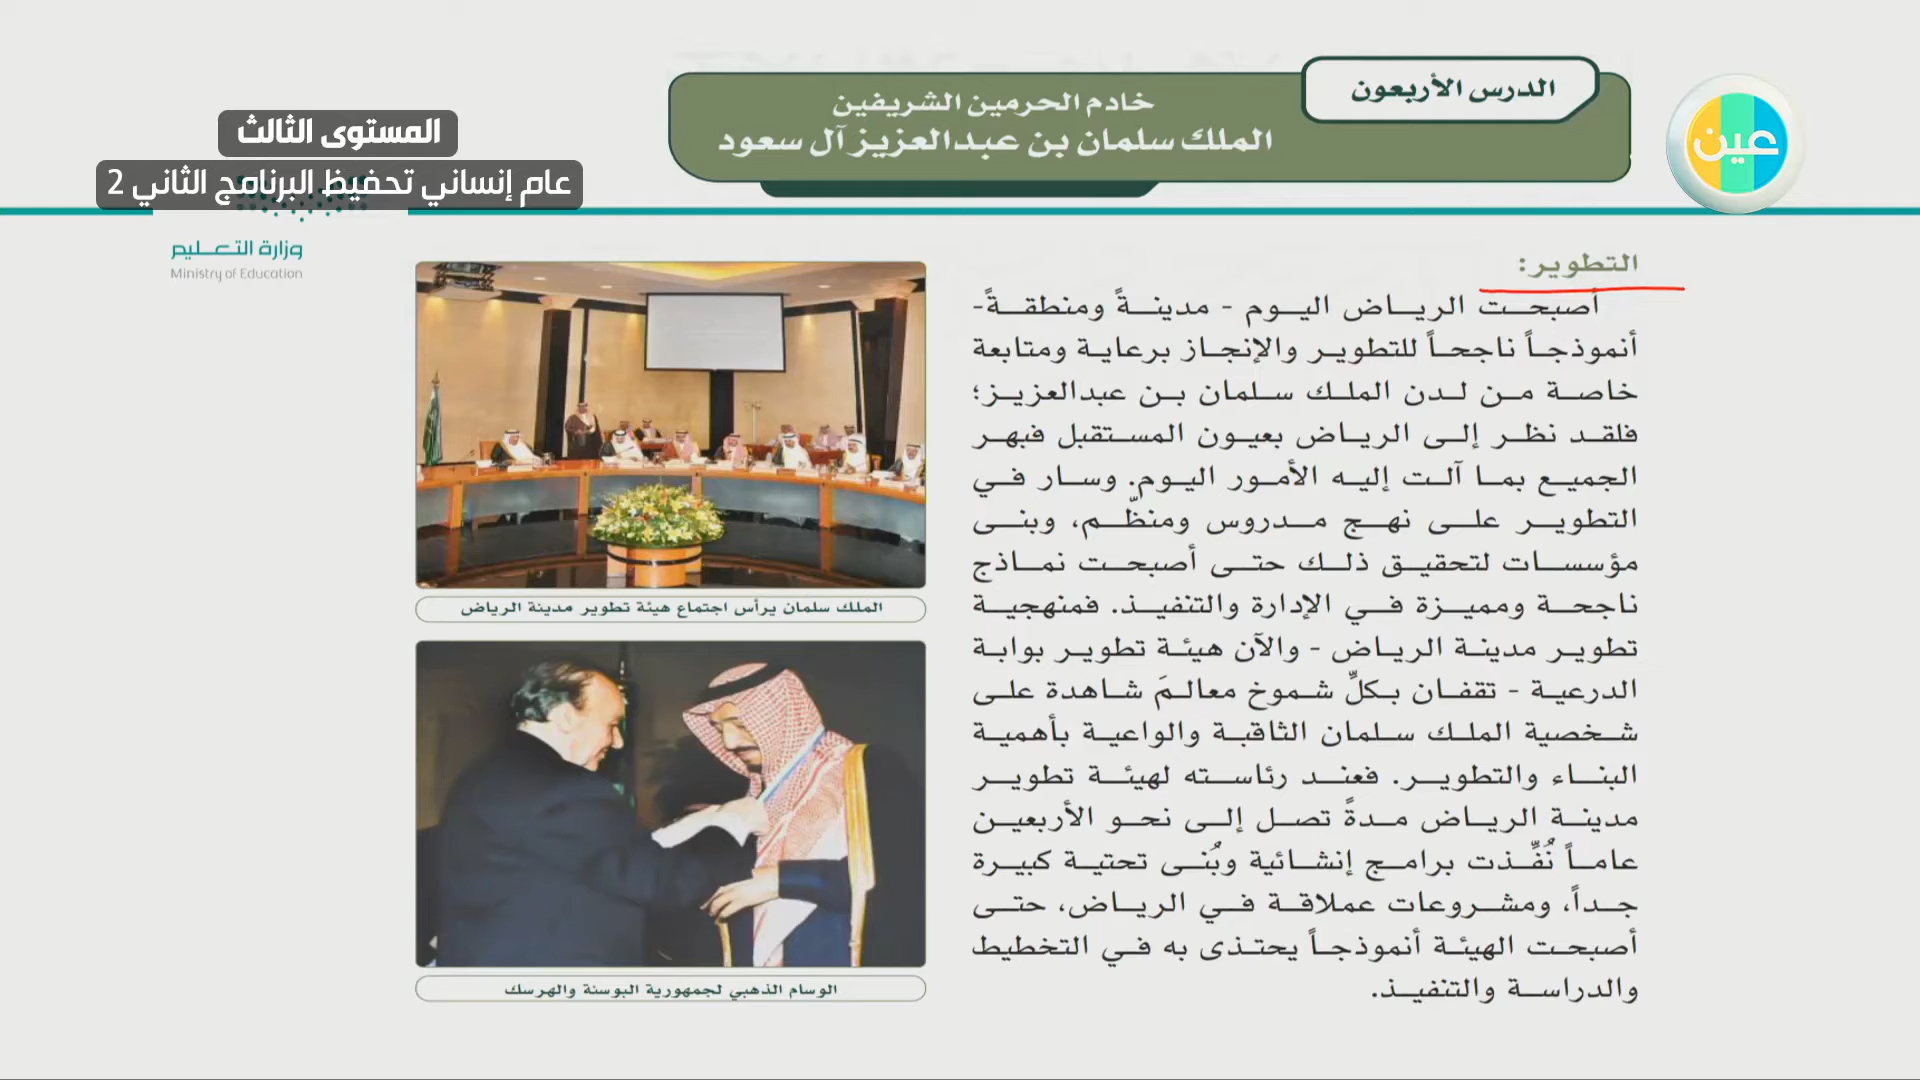 الدرس الأربعون
خادم الحرمين الشريفين
الملك سلمان بن عبدالعزيز آل سعود
عين
المستوى الثالث
عام إنساني تحفيظ البرنامج الثاني 2
وزارة التعليم
Ministry of Education
التطوير:
أصبحت الرياض اليوم - مدينةً ومنطقةً-
أنموذجاً ناجحاً للتطوير والإنجاز برعاية ومتابعة
خاصة من لدن الملك سلمان بن عبدالعزيز؛
فلقد نظر إلى الرياض بعيون المستقبل فبهر
الجميع بما آلت إليه الأمور اليوم. وسار في
التطوير على نهج مدروس ومنظّم، وبنى
مؤسسات لتحقيق ذلك حتى أصبحت نماذج
ناجحة ومميزة في الإدارة والتنفيذ. فمنهجية
تطوير مدينة الرياض - والآن هيئة تطوير بوابة
الدرعية - تقفان بكلِّ شموخ معالمَ شاهدة على
شخصية الملك سلمان الثاقبة والواعية بأهمية
البناء والتطوير. فعند رئاسته لهيئة تطوير
مدينة الرياض مدةً تصل إلى نحو الأربعين
عاماً نُفِّذت برامج إنشائية وبُنى تحتية كبيرة
جداً، ومشروعات عملاقة في الرياض، حتى
أصبحت الهيئة أنموذجاً يحتذى به في التخطيط
والدراسة والتنفيذ.
الملك سلمان يرأس اجتماع هيئة تطوير مدينة الرياض
الوسام الذهبي لجمهورية البوسنة والهرسك